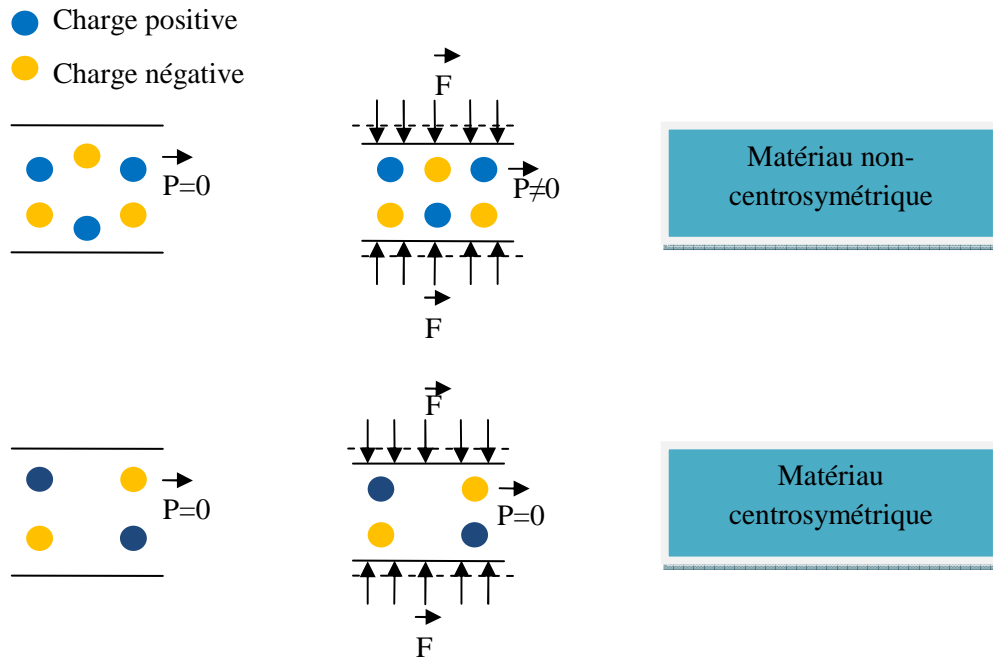 Charge positive
Charge négative
F
P=0
P≠0
Matériau non-
centrosymétrique
F
F
P=0
P=0
Matériau
centrosymétrique
F